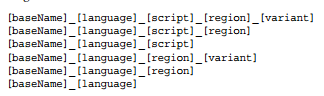 [baseName]_[language]_[script]_[region]_[variant]
[baseName]_[language]_[script]_[region]
[baseName]_[language]_[script]
[baseName]_[language]_[region]_[variant]
[baseName]_[language]_[region]
[baseName]_[language]